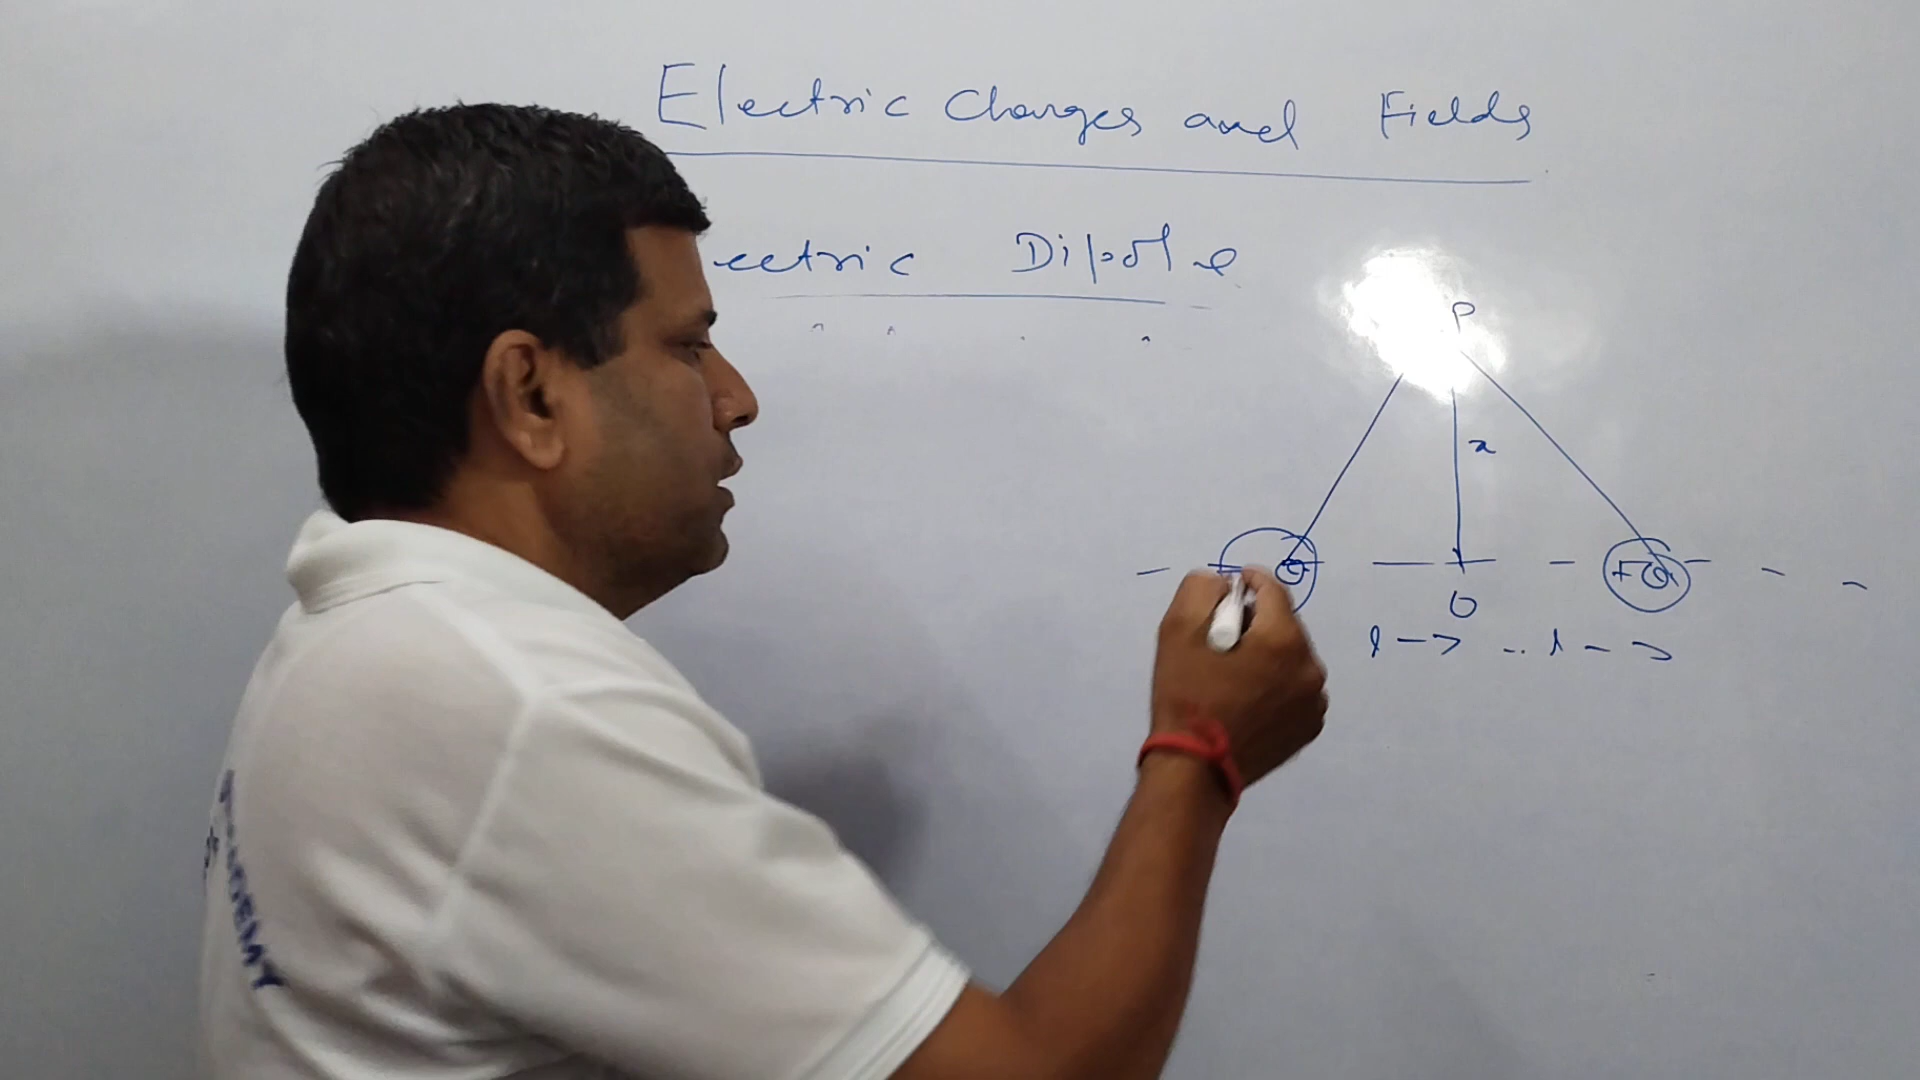 Electric Charges and Fields
ectric Dipole
P
x
+Q
O
l → .. l →